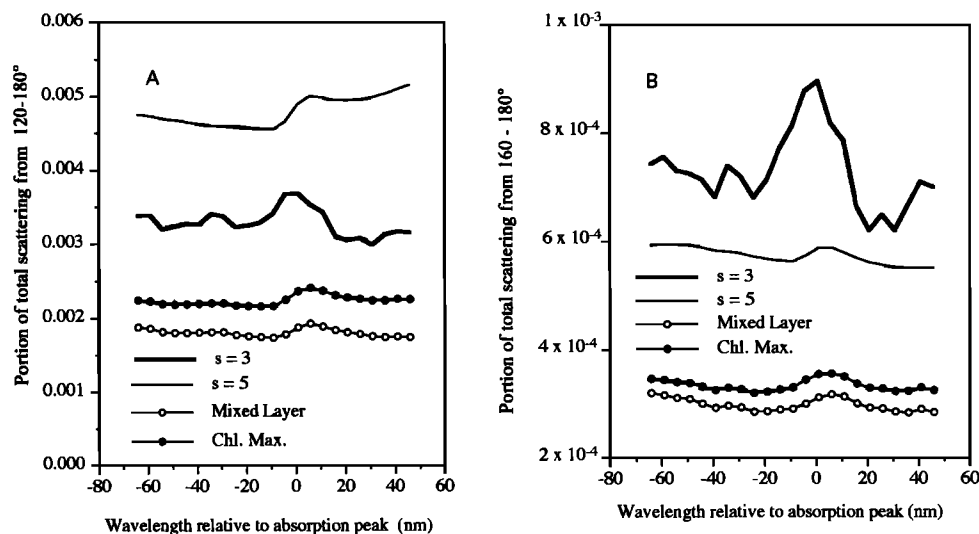 Portion of total scattering from 120-180°
0.006
0.005
0.004
0.003
0.002
0.001
0.000
A
s = 3
s = 5
Mixed Layer
Chl. Max.
-80 -60 -40 -20 0 20 40 60
Wavelength relative to absorption peak (nm)
Portion of total scattering from 160 - 180°
1 x 10-3
8 x 10-4
6 x 10-4
4 x 10-4
2 x 10-4
B
s = 3
s = 5
Mixed Layer
Chl. Max.
-80 -60 -40 -20 0 20 40 60
Wavelength relative to absorption peak (nm)